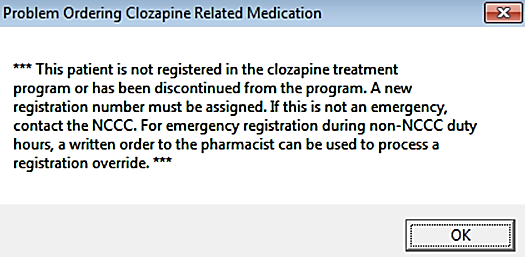 Problem Ordering Clozapine Related Medication
*** This patient is not registered in the clozapine treatment
program or has been discontinued from the program. A new
registration number must be assigned. If this is not an emergency,
contact the NCCC. For emergency registration during non-NCCC duty
hours, a written order to the pharmacist can be used to process a
registration override. ***
OK